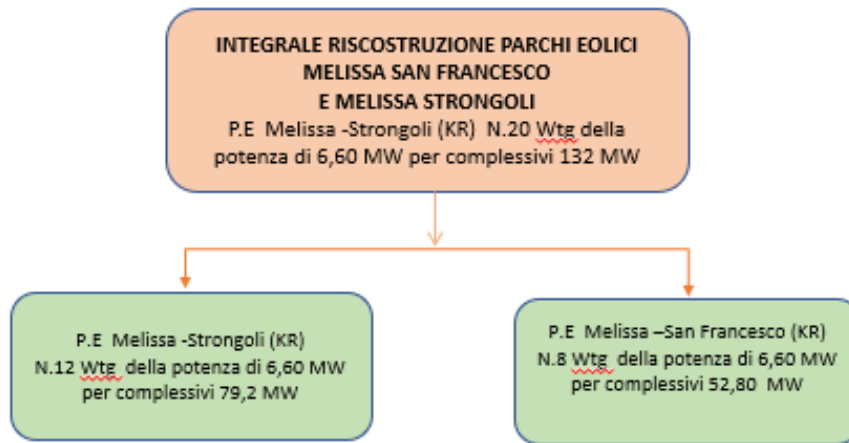 INTEGRALE RISCOSTRUZIONE PARCHI EOLICI
MELISSA SAN FRANCESCO
E MELISSA STRONGOLI
P.E Melissa -Strongoli (KR) N.20 Wtg della
potenza di 6,60 MW per complessivi 132 MW
P.E Melissa -Strongoli (KR)
N.12 Wtg della potenza di 6,60 MW
per complessivi 79,2 MW
P.E Melissa –San Francesco (KR)
N.8 Wtg della potenza di 6,60 MW
per complessivi 52,80 MW